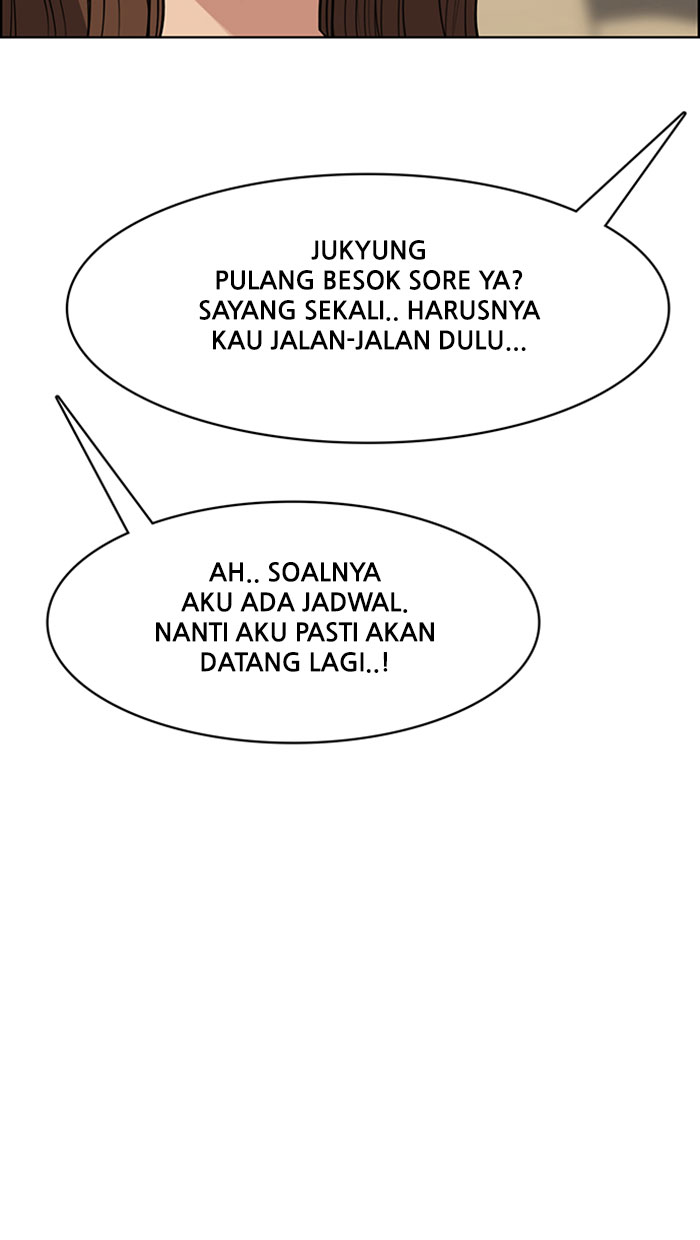 JUKYUNG
PULANG BESOK SORE YA?
SAYANG SEKALI.. HARUSNYA
KAU JALAN-JALAN DULU...
AH.. SOALNYA
AKU ADA JADWAL.
NANTI AKU PASTI AKAN
DATANG LAGI..!